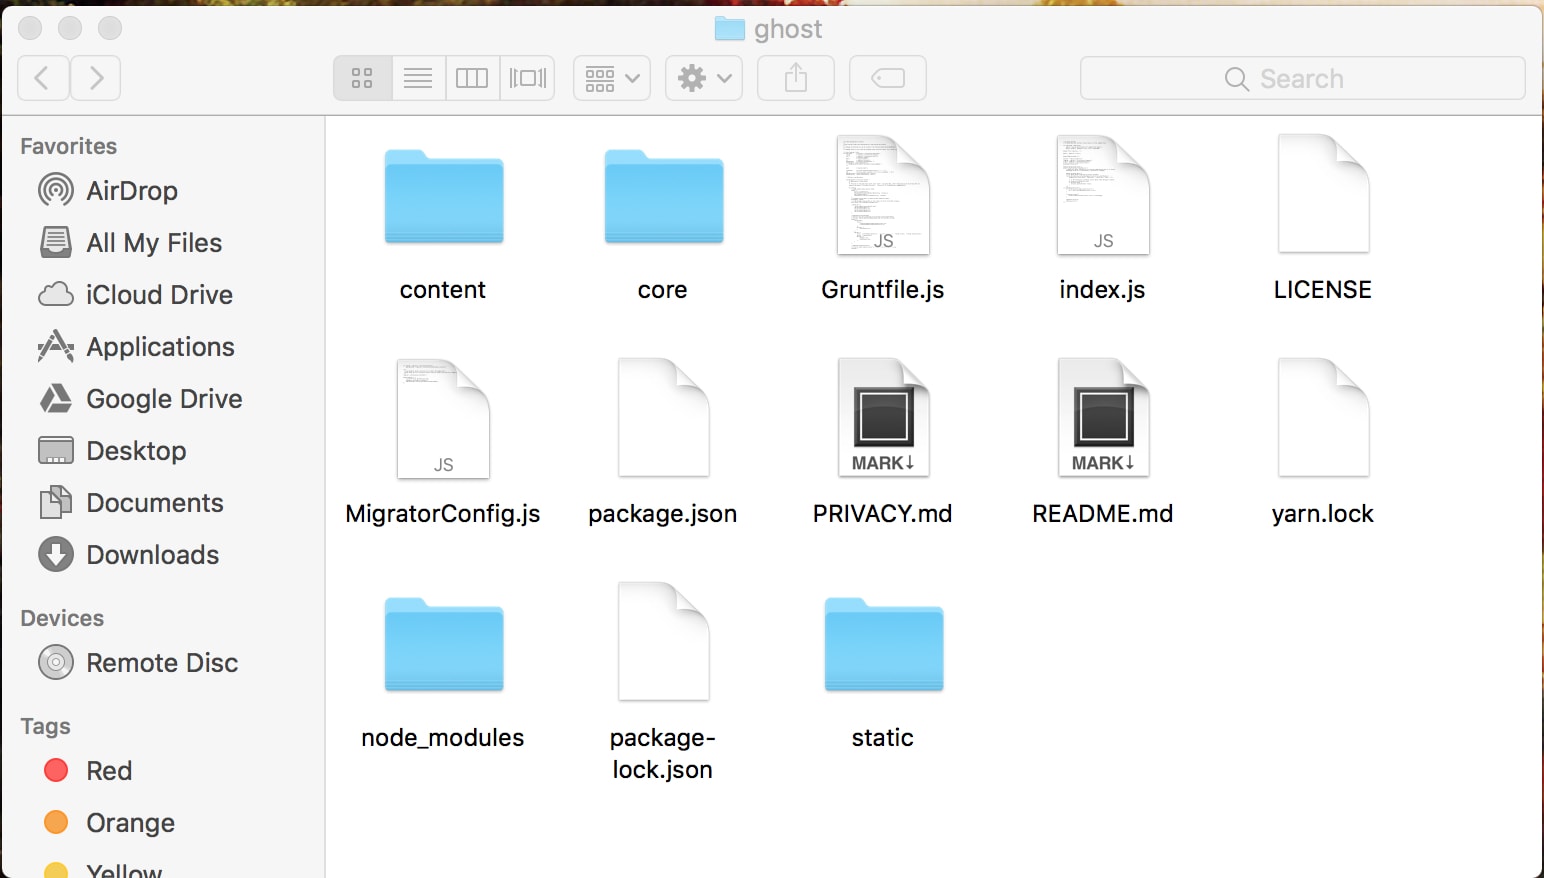 ghost
Search
Favorites
AirDrop
All My Files
iCloud Drive
Applications
Google Drive
Desktop
Documents
Downloads
Devices
Remote Disc
Tags
Red
Orange
Yellow
content
core
JS
Gruntfile.js
JS
index.js
LICENSE
JS
MigratorConfig.js
package.json
MARK↓
PRIVACY.md
MARK↓
README.md
yarn.lock
node_modules
package-
lock.json
static